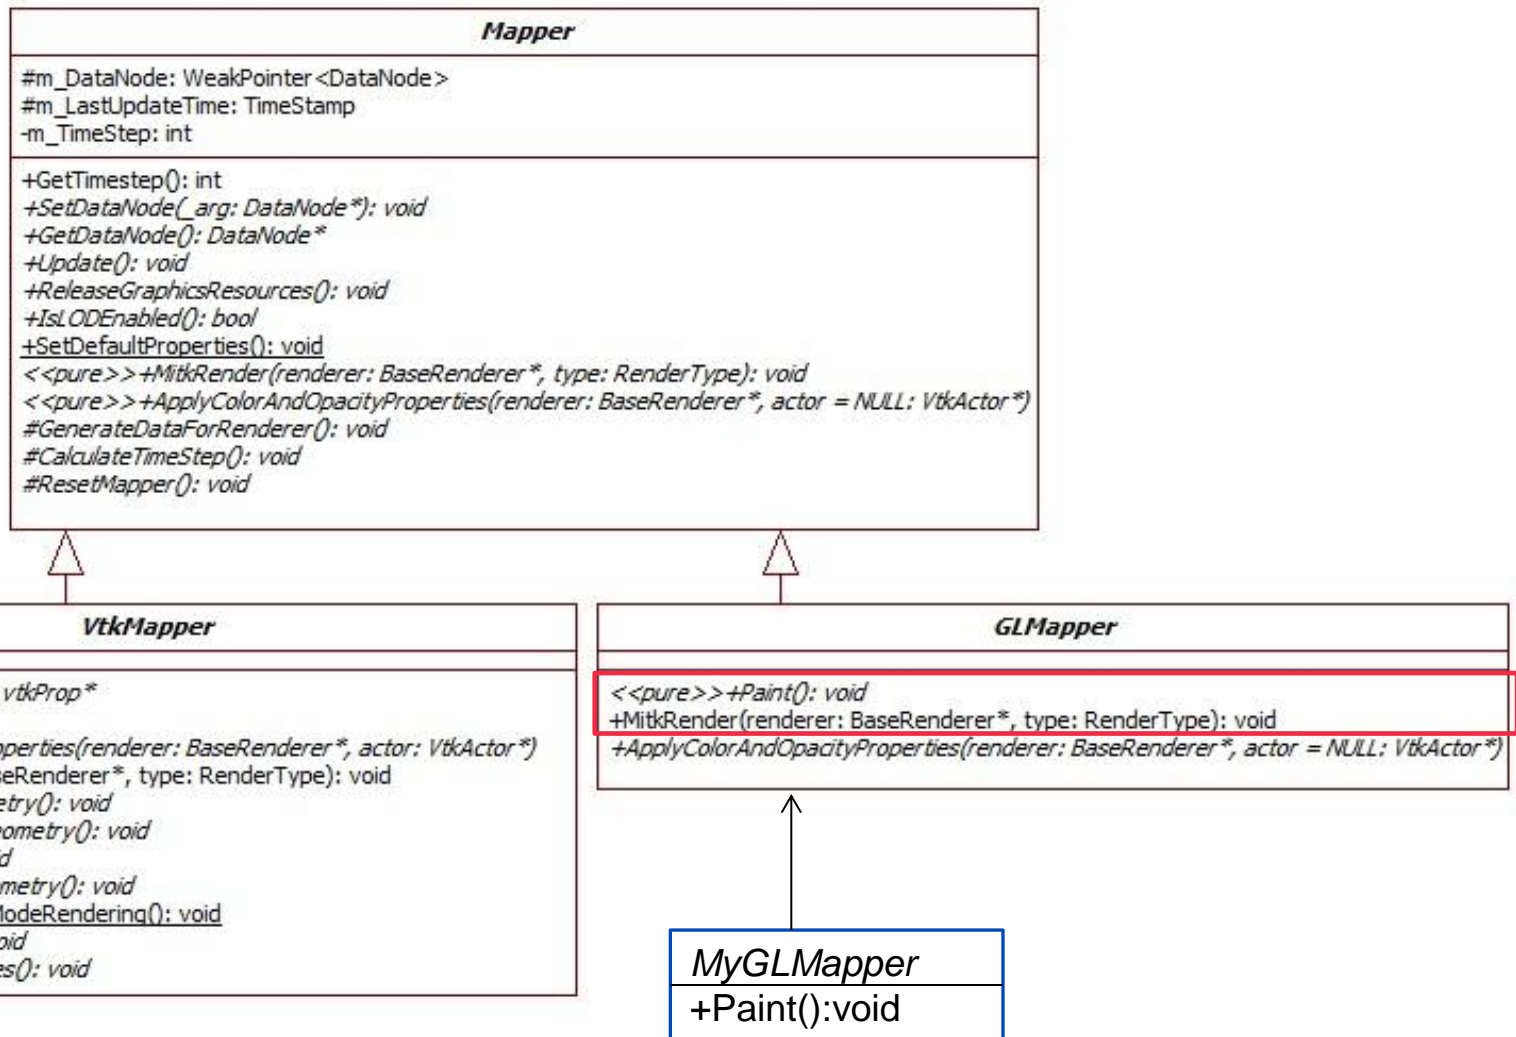 Mapper
#m_DataNode: WeakPointer<DataNode>
#m_LastUpdateTime: TimeStamp
-m_TimeStep: int
+GetTimestep(): int
+SetDataNode(_arg: DataNode*): void
+GetDataNode(): DataNode*
+Update(): void
+ReleaseGraphicsResources(): void
+IsLODEnabled(): bool
+SetDefaultProperties(): void
<<pure>>+MitkRender(renderer: BaseRenderer*, type: RenderType): void
<<pure>>+ApplyColorAndOpacityProperties(renderer: BaseRenderer*, actor = NULL: VtkActor*)
#GenerateDataForRenderer(): void
#CalculateTimeStep(): void
#ResetMapper(): void
VtkMapper
vtkProp*
perties(renderer: BaseRenderer*, actor: VtkActor*)
seRenderer*, type: RenderType): void
etry(): void
ometry(): void
d
metry(): void
ModeRendering(): void
oid
es(): void
GLMapper
<<pure>>+Paint(): void
+MitkRender(renderer: BaseRenderer*, type: RenderType): void
+ApplyColorAndOpacityProperties(renderer: BaseRenderer*, actor = NULL: VtkActor*)
MyGLMapper
+Paint():void